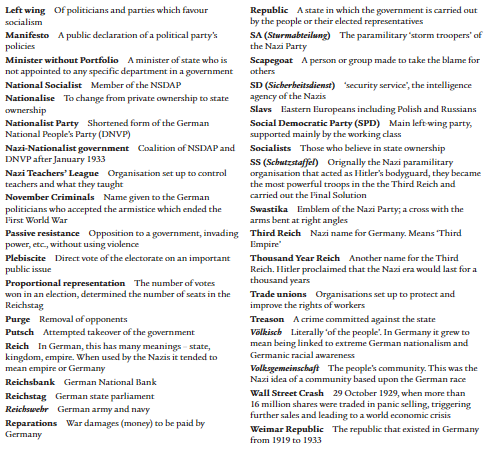 Left wing Of politicians and parties which favour
socialism
Manifesto A public declaration of a political party's
policies
Minister without Portfolio A minister of state who is
not appointed to any specific department in a government
National Socialist Member of the NSDAP
Nationalise To change from private ownership to state
ownership
Nationalist Party Shortened form of the German
National People's Party (DNVP)
Nazi-Nationalist government Coalition of NSDAP and
DNVP after January 1933
Nazi Teachers' League Organisation set up to control
teachers and what they taught
November Criminals Name given to the German
politicians who accepted the armistice which ended the
First World War
Passive resistance Opposition to a government, invading
power, etc., without using violence
Plebiscite Direct vote of the electorate on an important
public issue
Proportional representation The number of votes
won in an election, determined the number of seats in the
Reichstag
Purge Removal of opponents
Putsch Attempted takeover of the government
Reich In German, this has many meanings – state,
kingdom, empire. When used by the Nazis it tended to
mean empire or Germany
Reichsbank German National Bank
Reichstag German state parliament
Reichswehr German army and navy
Reparations War damages (money) to be paid by
Germany
Republic A state in which the government is carried out
by the people or their elected representatives
SA (Sturmabteilung) The paramilitary 'storm troopers' of
the Nazi Party
Scapegoat A person or group made to take the blame for
others
SD (Sicherheitsdienst) 'security service', the intelligence
agency of the Nazis
Slavs Eastern Europeans including Polish and Russians
Social Democratic Party (SPD) Main left-wing party,
supported mainly by the working class
Socialists Those who believe in state ownership
SS (Schutzstaffel) Orignally the Nazi paramilitary
organisation that acted as Hitler's bodyguard, they became
the most powerful troops in the the Third Reich and
carried out the Final Solution
Swastika Emblem of the Nazi Party; a cross with the
arms bent at right angles
Third Reich Nazi name for Germany. Means 'Third
Empire'
Thousand Year Reich Another name for the Third
Reich. Hitler proclaimed that the Nazi era would last for a
thousand years
Trade unions Organisations set up to protect and
improve the rights of workers
Treason A crime committed against the state
Völkisch Literally 'of the people'. In Germany it grew to
mean being linked to extreme German nationalism and
Germanic racial awareness
Volksgemeinschaft The people's community. This was the
Nazi idea of a community based upon the German race
Wall Street Crash 29 October 1929, when more than
16 million shares were traded in panic selling, triggering
further sales and leading to a world economic crisis
Weimar Republic The republic that existed in Germany
from 1919 to 1933